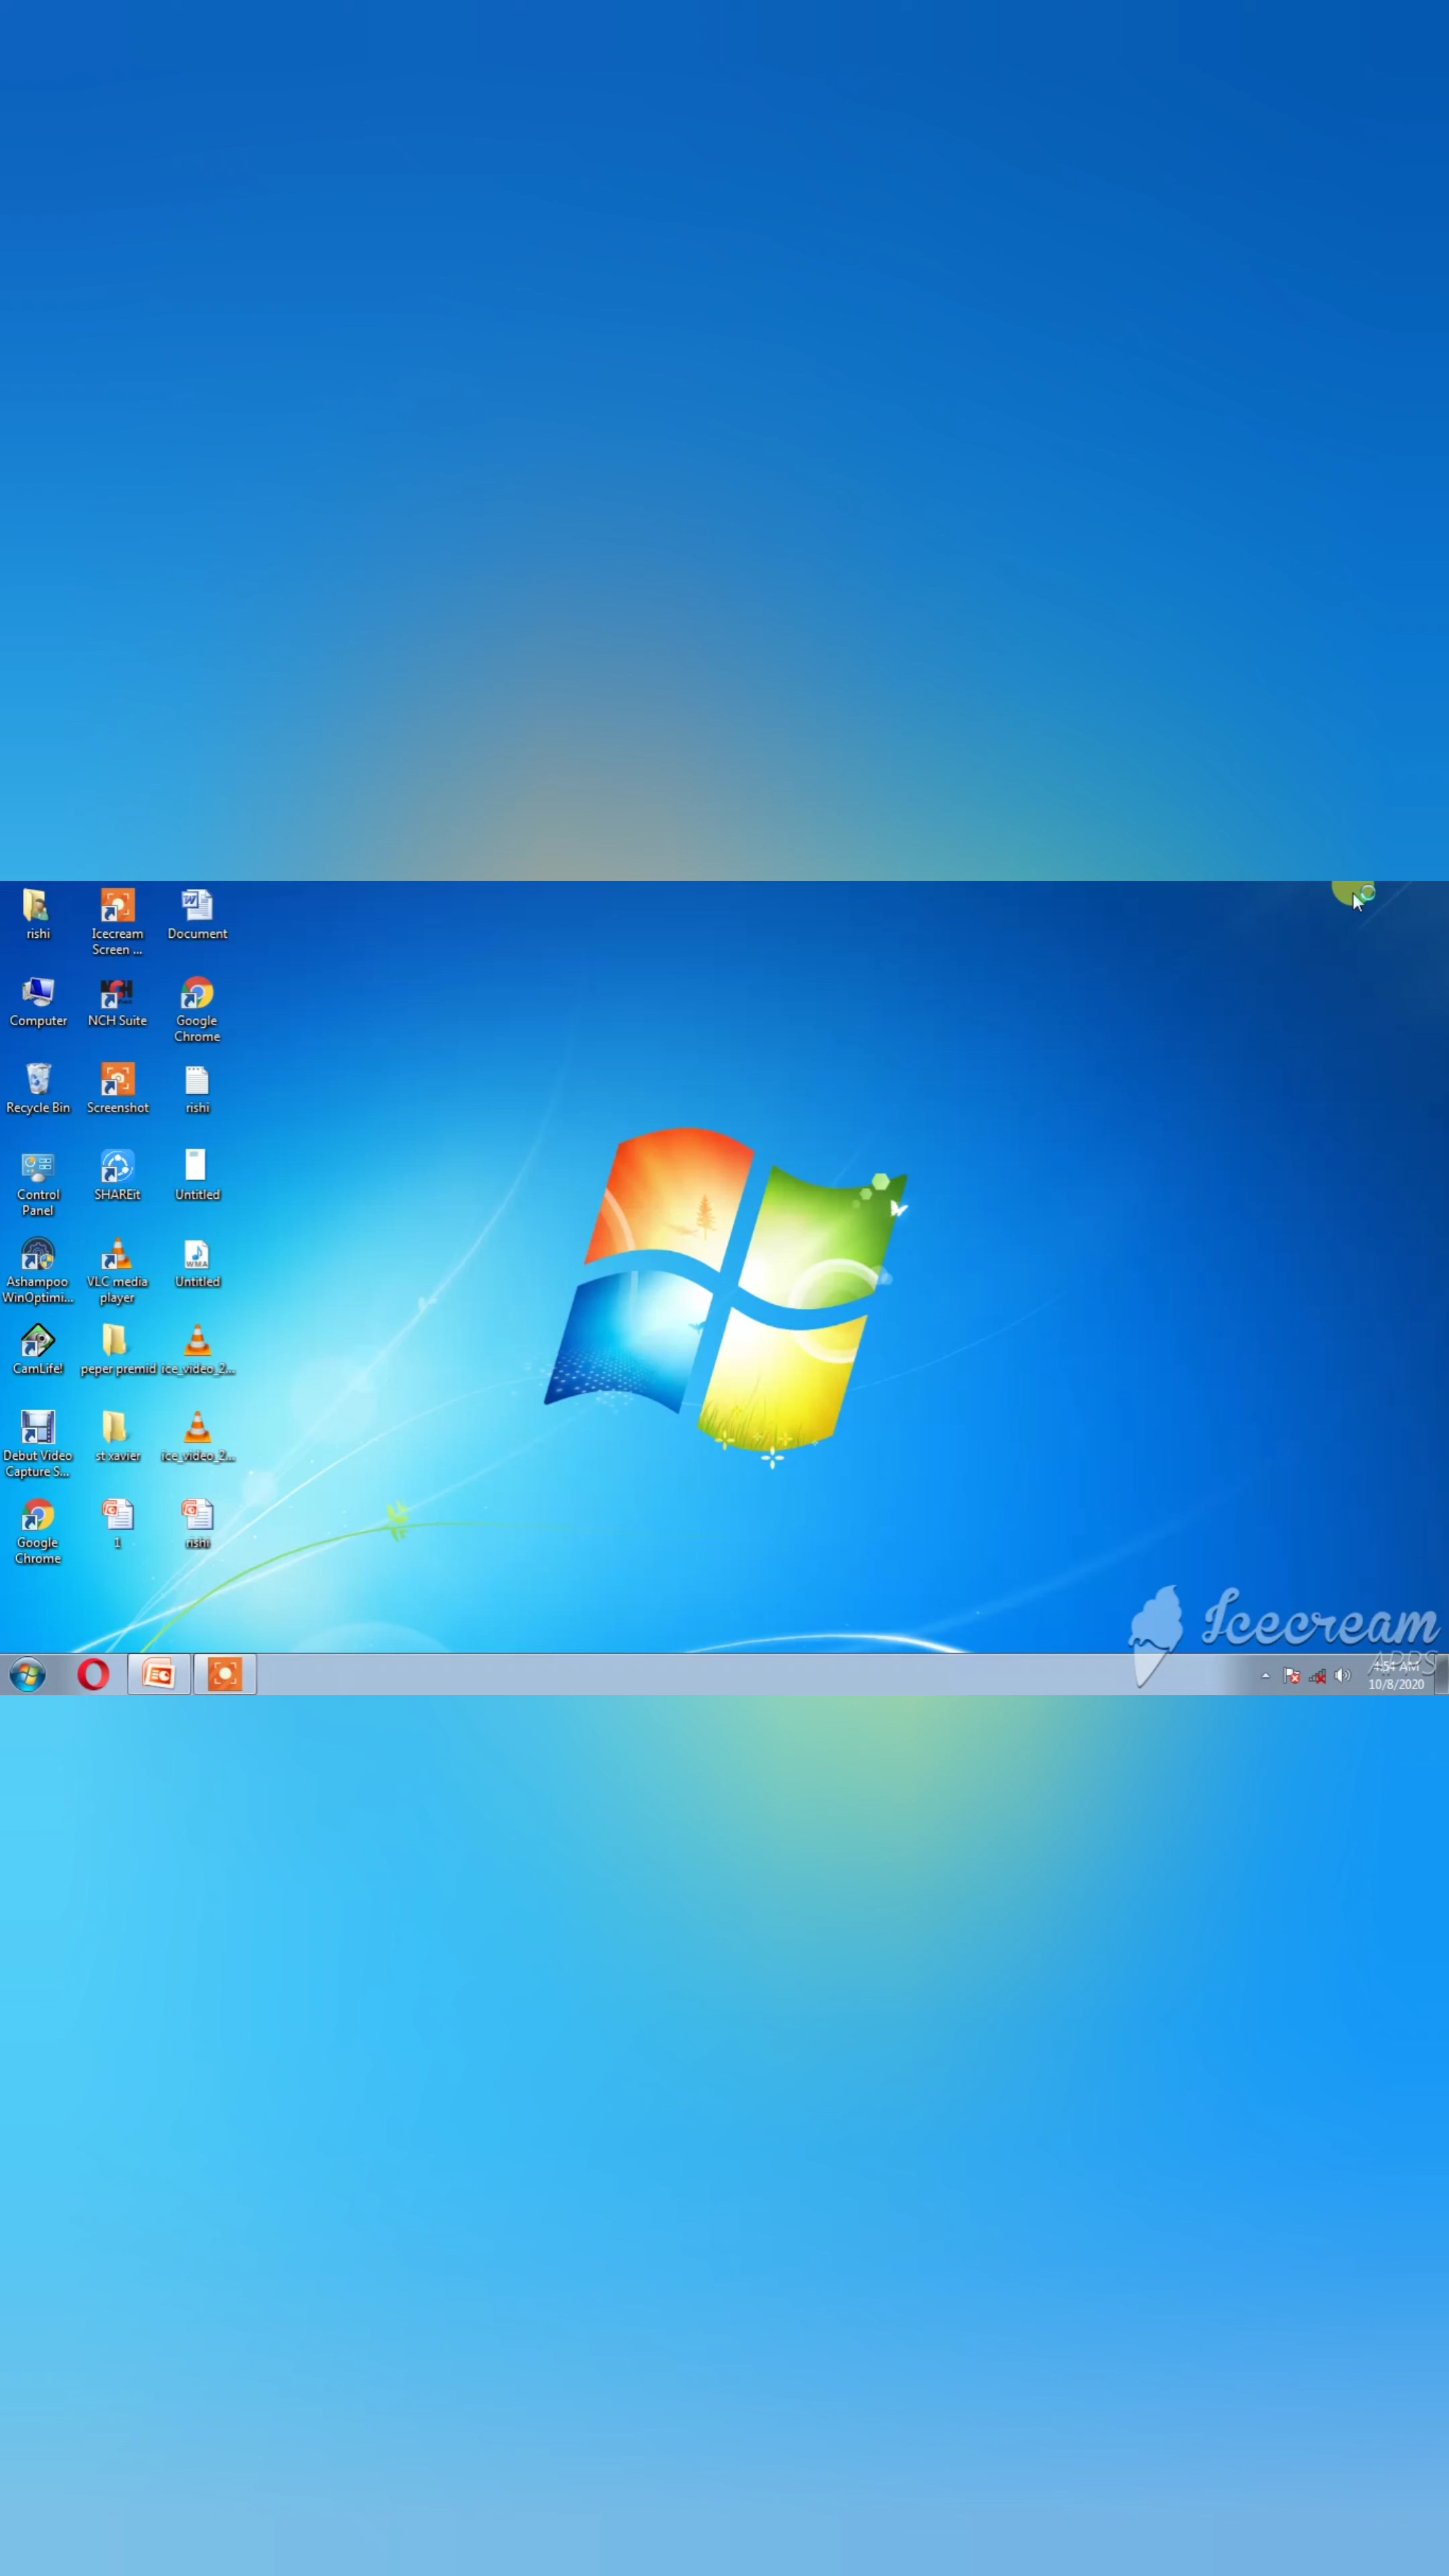 rishi
Icecream
Screen ...
Document
Computer
NCH Suite
Google
Chrome
Recycle Bin
Screenshot
rishi
Control
Panel
SHAREit
Untitled
Ashampoo
WinOptimi...
VLC media
player
WMA
Untitled
CamLife!
peper premid
ice_video_2...
Debut Video
Capture S...
st xavier
ice_video_2...
Google
Chrome
1
rishi
Icecream
APPS
4:54 AM
10/8/2020